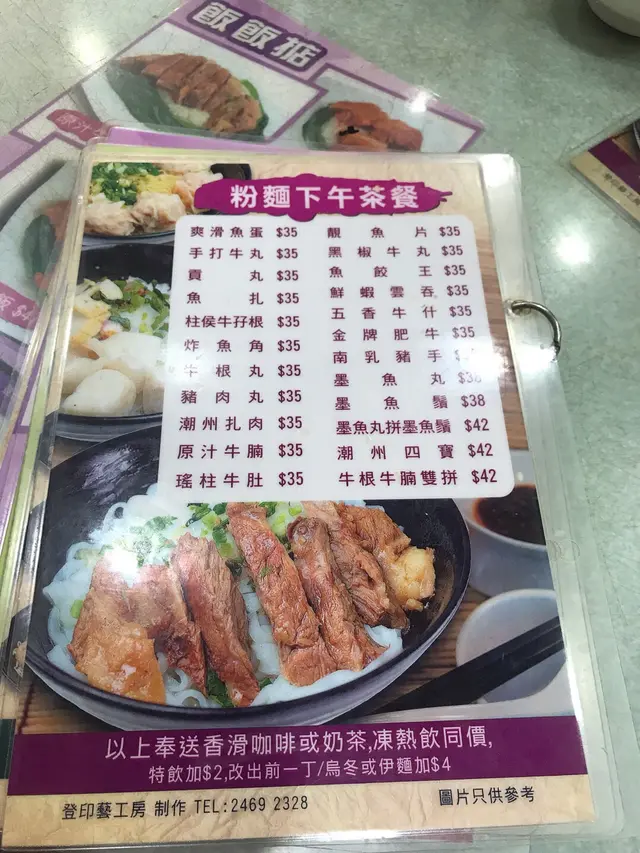 飯飯掂
粉麵下午茶餐
爽滑魚蛋 $35
手打牛丸 $35
貢丸 $35
魚扎 $35
柱侯牛孖根 $35
炸魚角 $35
牛根丸 $35
豬肉丸 $35
潮州扎肉 $35
原汁牛腩 $35
瑤柱牛肚 $35
靚魚片 $35
黑椒牛丸 $35
魚餃王 $35
鮮蝦雲吞 $35
五香牛什 $35
金牌肥牛 $35
南乳豬手
墨魚丸 $38
墨魚鬚 $38
墨魚丸拼墨魚鬚 $42
潮州四寶 $42
牛根牛腩雙拼 $42
以上奉送香滑咖啡或奶茶,凍熱飲同價,
特飲加$2,改出前一丁/烏冬或伊麵加$4
登印藝工房 製作 TEL:2469 2328
圖片只供參考
原汁